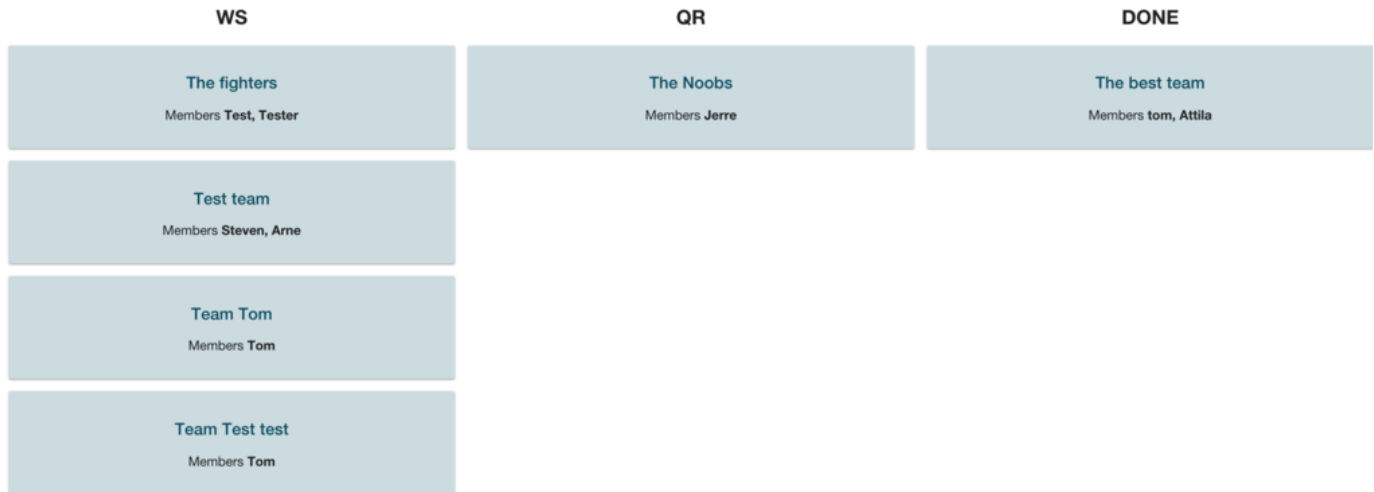 WS
The fighters
Members Test, Tester
Test team
Members Steven, Arne
Team Tom
Members Tom
Team Test test
Members Tom
QR
The Noobs
Members Jerre
DONE
The best team
Members tom, Attila